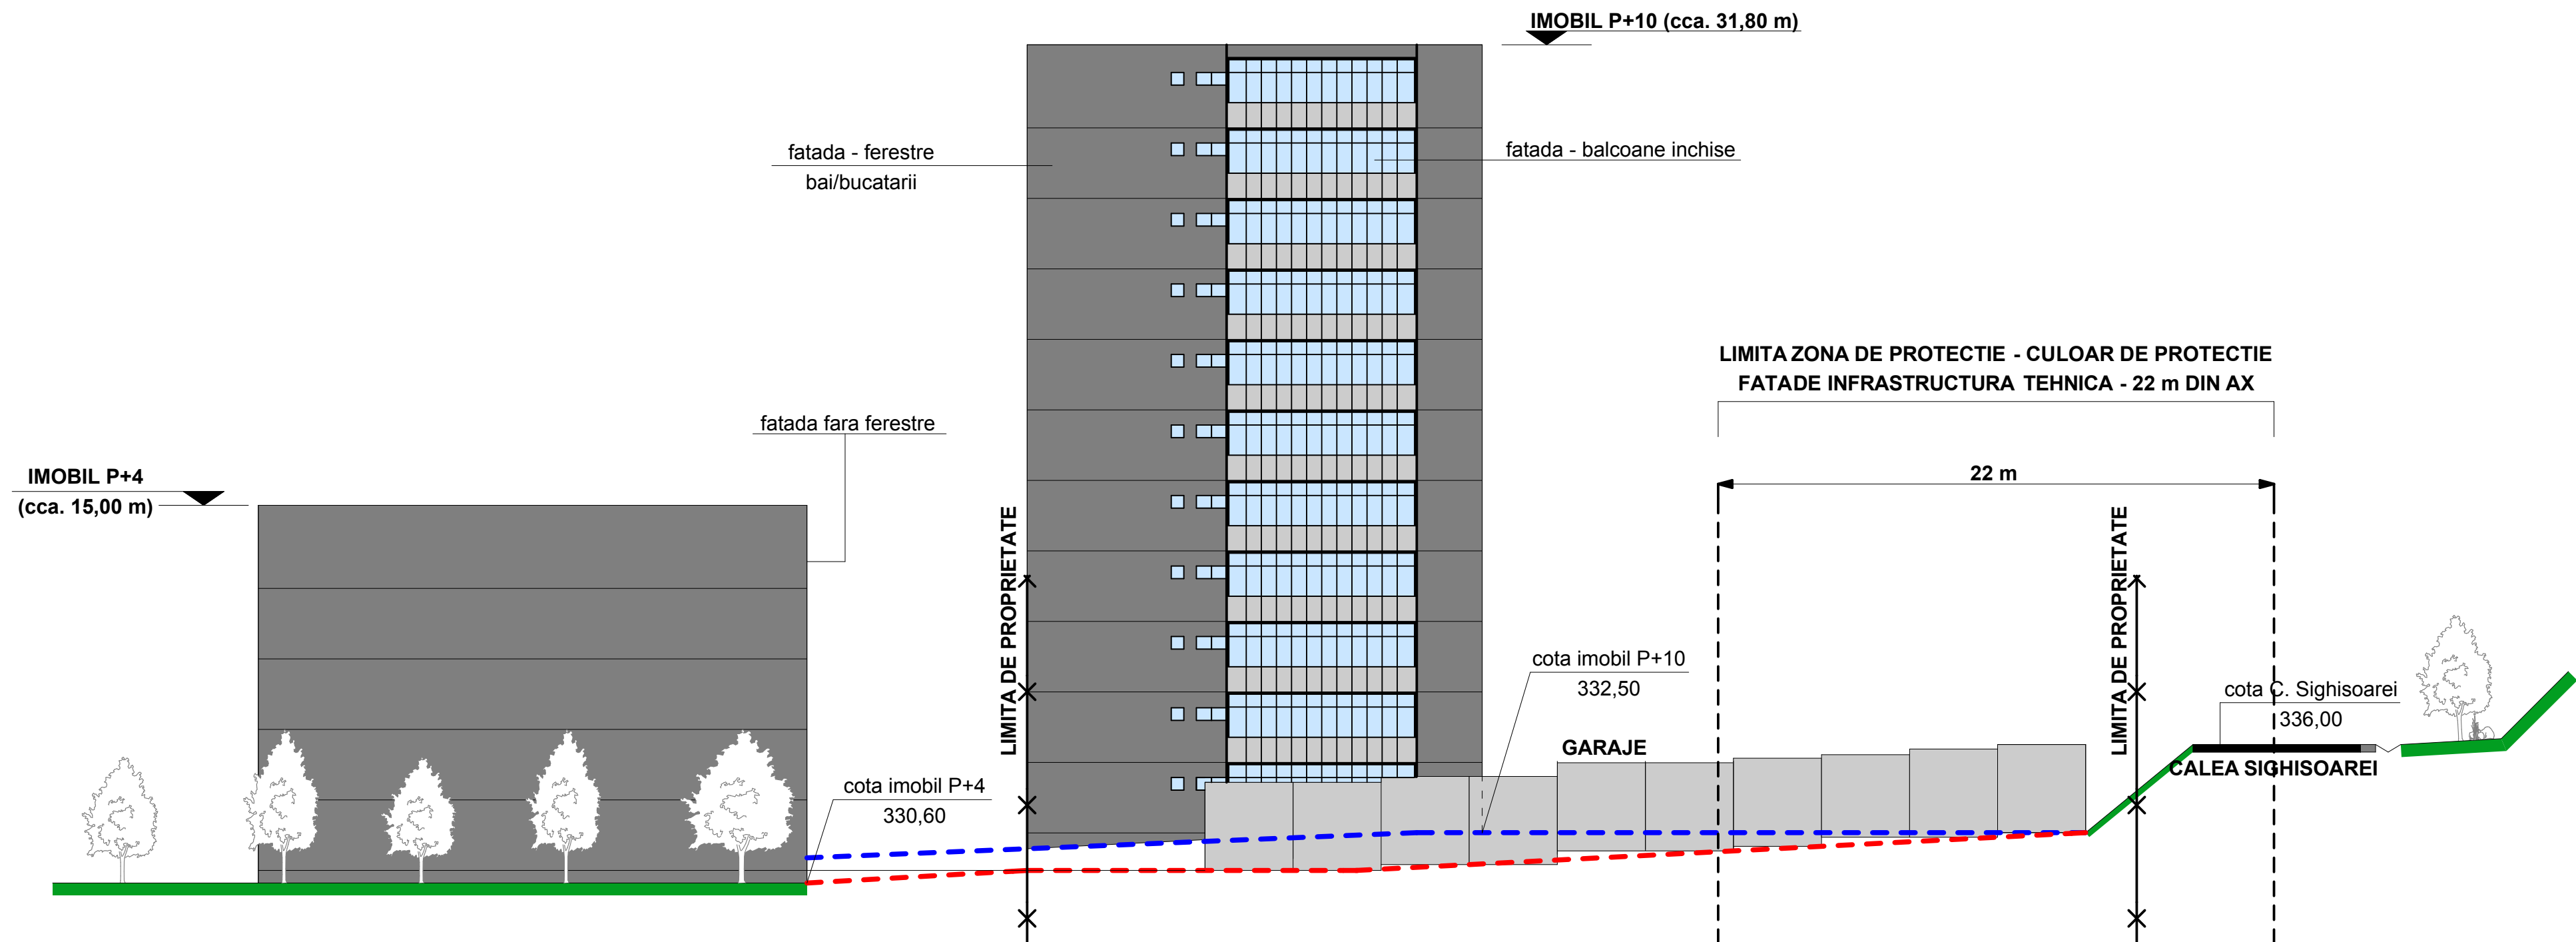 IMOBIL P+10 (cca. 31,80 m)
fatada - ferestre
bai/bucatarii
fatada - balcoane inchise
LIMITA ZONA DE PROTECTIE - CULOAR DE PROTECTIE
FATADE INFRASTRUCTURA TEHNICA - 22 m DIN AX
fatada fara ferestre
IMOBIL P+4
(cca. 15,00 m)
22 m
LIMITA DE PROPRIETATE
LIMITA DE PROPRIETATE
cota imobil P+10
332,50
cota C. Sighisoarei
336,00
GARAJE
CALEA SIGHISOAREI
cota imobil P+4
330,60